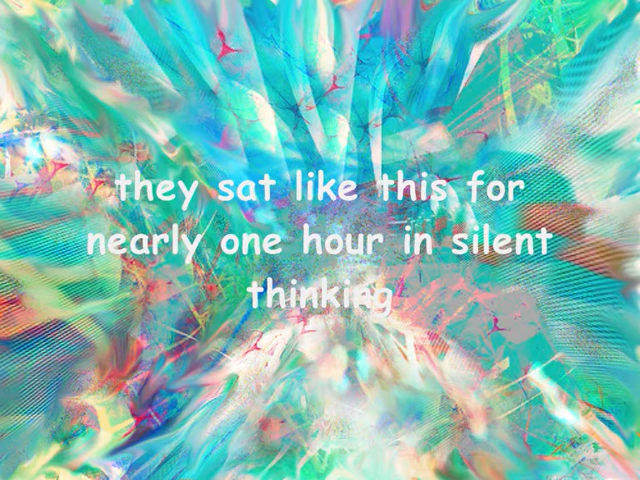 they sat like this for
nearly one hour in silent
thinking